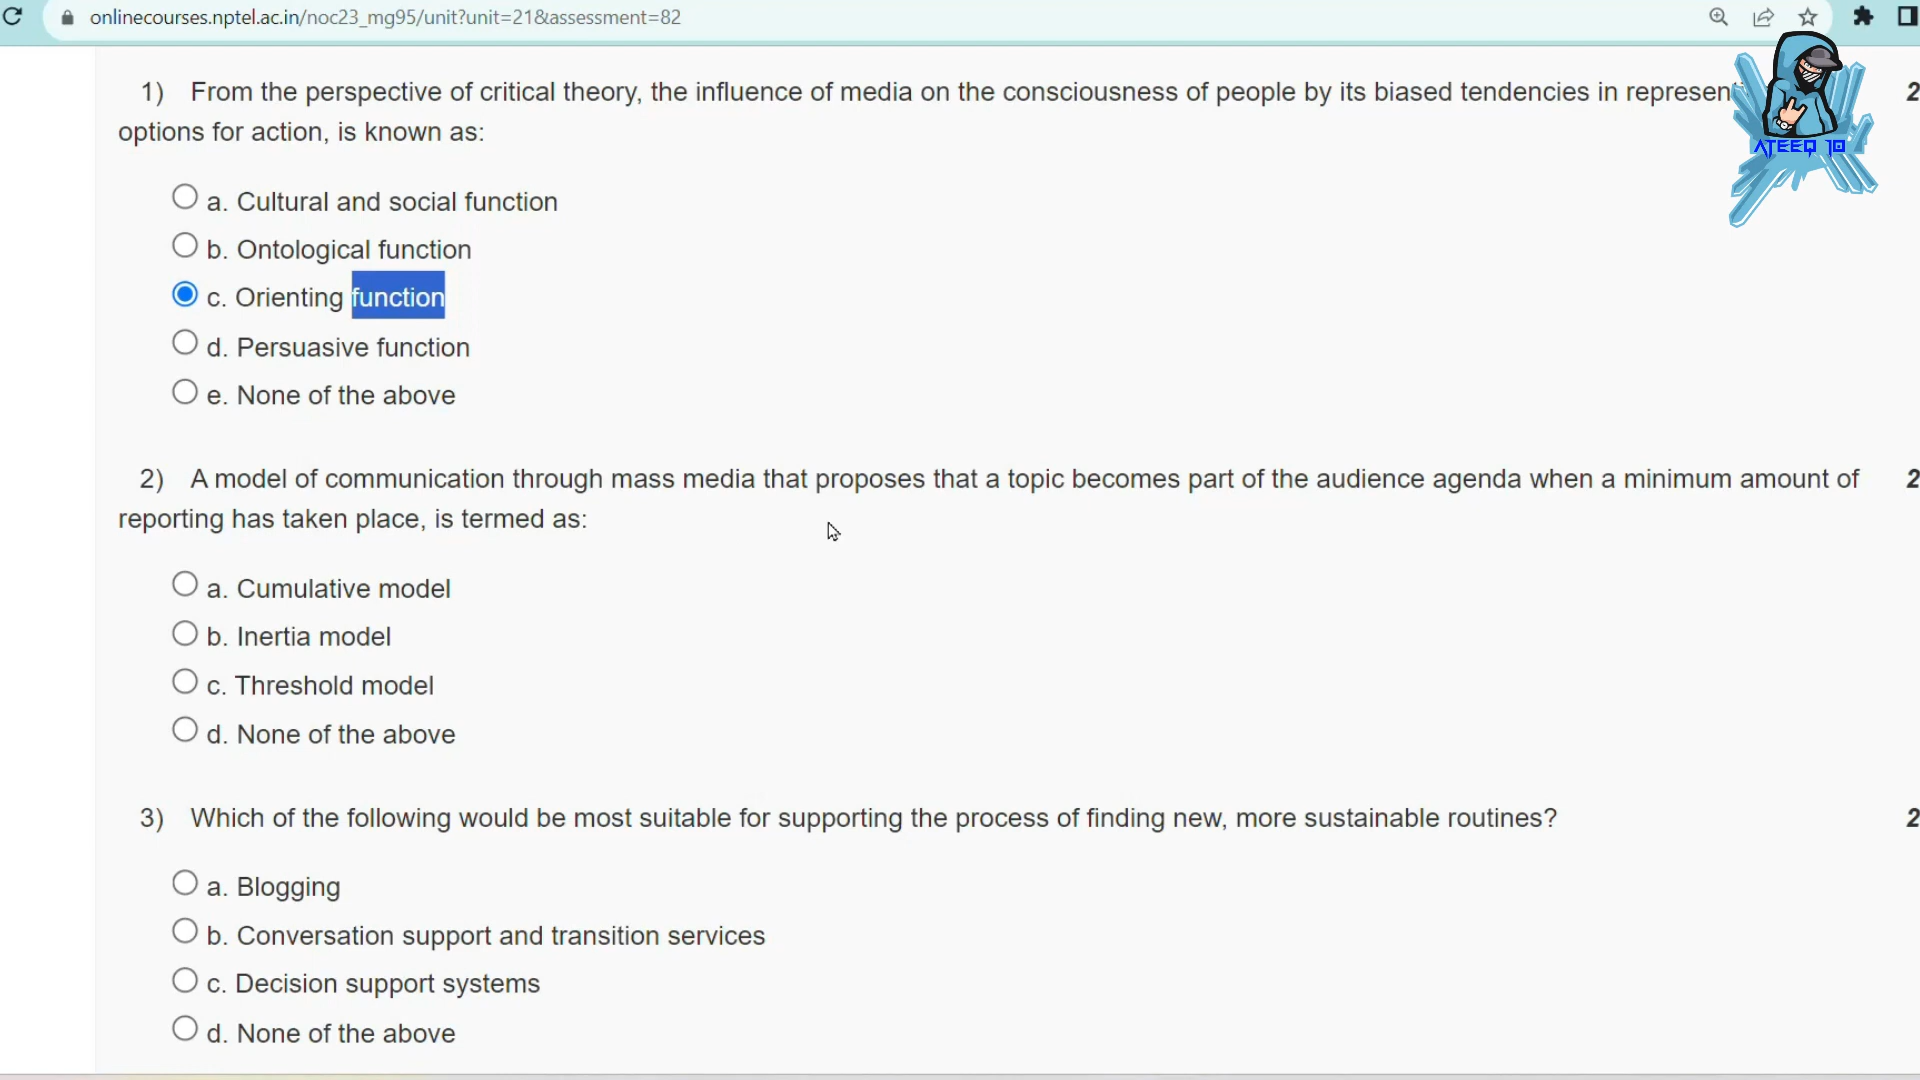 onlinecourses.nptel.ac.in/noc23_mg95/unit?unit=21&assessment=82
1) From the perspective of critical theory, the influence of media on the consciousness of people by its biased tendencies in 2
options for action, is known as:
a. Cultural and social function
b. Ontological function
c. Orienting function
d. Persuasive function
e. None of the above
2) A model of communication through mass media that proposes that a topic becomes part of the audience agenda when a minimum amount of 2
reporting has taken place, is termed as:
a. Cumulative model
b. Inertia model
c. Threshold model
d. None of the above
3) Which of the following would be most suitable for supporting the process of finding new, more sustainable routines? 2
a. Blogging
b. Conversation support and transition services
c. Decision support systems
d. None of the above
ATEEQ 10